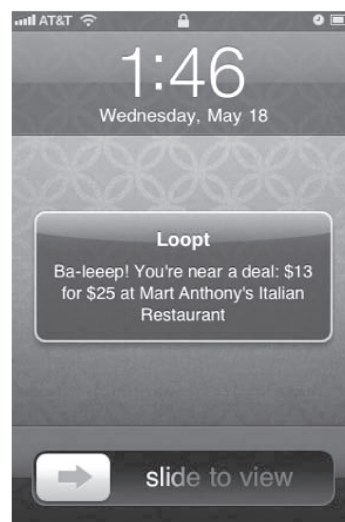 AT&T
1:46
Wednesday, May 18
Loopt
Ba-leeep! You're near a deal: $13
for $25 at Mart Anthony's Italian
Restaurant
slide to view